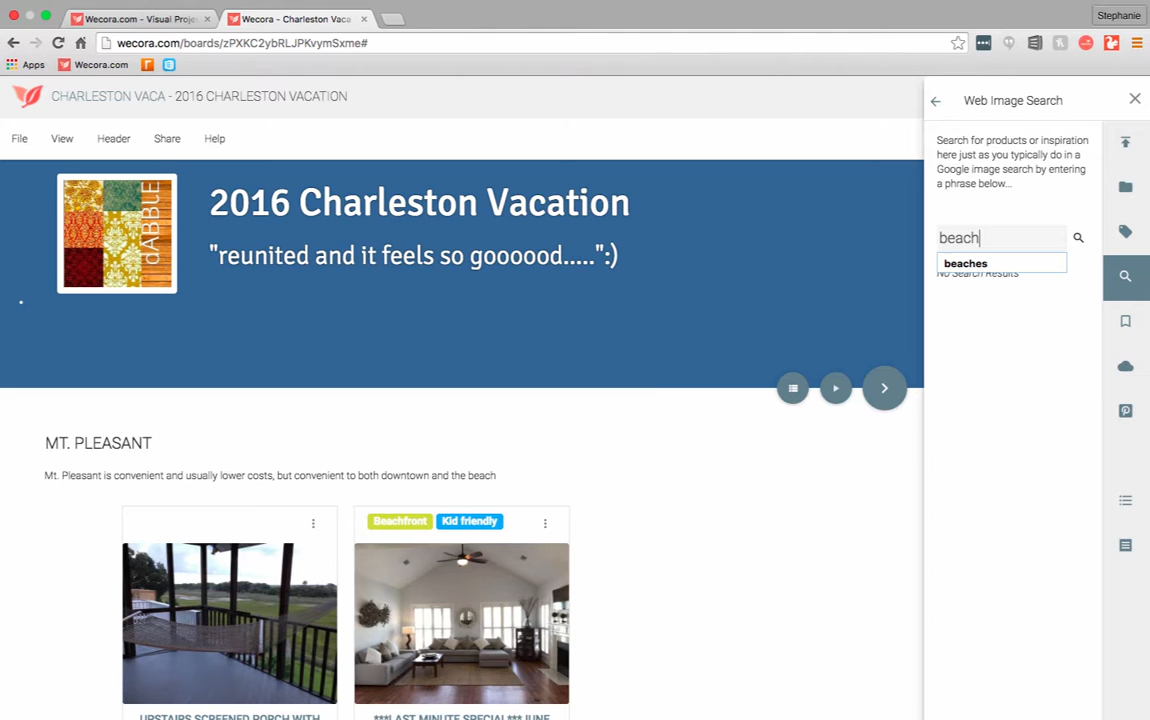 Wecora.com - Visual Proje
Wecora - Charleston Vaca
Stephanie
wecora.com/boards/zPXKC2ybRLJPKvymSxme#
Apps
Wecora.com
CHARLESTON VACA - 2016 CHARLESTON VACATION
File View Header Share Help
dABBLE
2016 Charleston Vacation
"reunited and it feels so goooood.....":)
MT. PLEASANT
Mt. Pleasant is convenient and usually lower costs, but convenient to both downtown and the beach
Beachfront Kid friendly
UPSTAIRS SCREENED PORCH WITH
***LAST MINUTE SPECIAL*** JUNE
Web Image Search
Search for products or inspiration
here just as you typically do in a
Google image search by entering
a phrase below...
beach
beaches
No Search Results